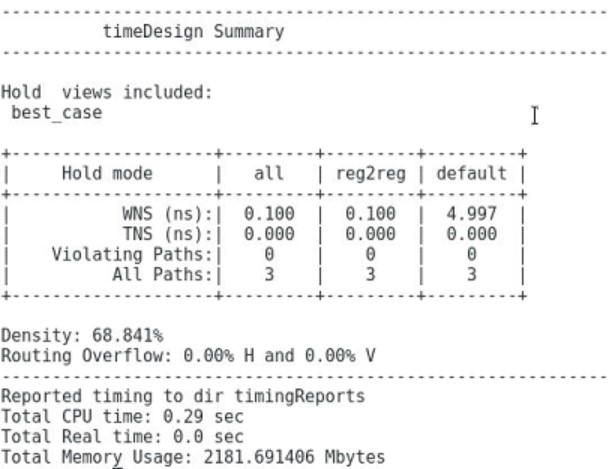 ------------------------------------------------------------
timeDesign Summary
------------------------------------------------------------
Hold  views included:
 best_case
+--------------------+---------+---------+---------+
|     Hold mode      |   all   | reg2reg | default |
+--------------------+---------+---------+---------+
|           WNS (ns):|  0.100  |  0.100  |  4.997  |
|           TNS (ns):|  0.000  |  0.000  |  0.000  |
|    Violating Paths:|    0    |    0    |    0    |
|          All Paths:|    3    |    3    |    3    |
+--------------------+---------+---------+---------+
Density: 68.841%
Routing Overflow: 0.00% H and 0.00% V
------------------------------------------------------------
Reported timing to dir timingReports
Total CPU time: 0.29 sec
Total Real time: 0.0 sec
Total Memory Usage: 2181.691406 Mbytes